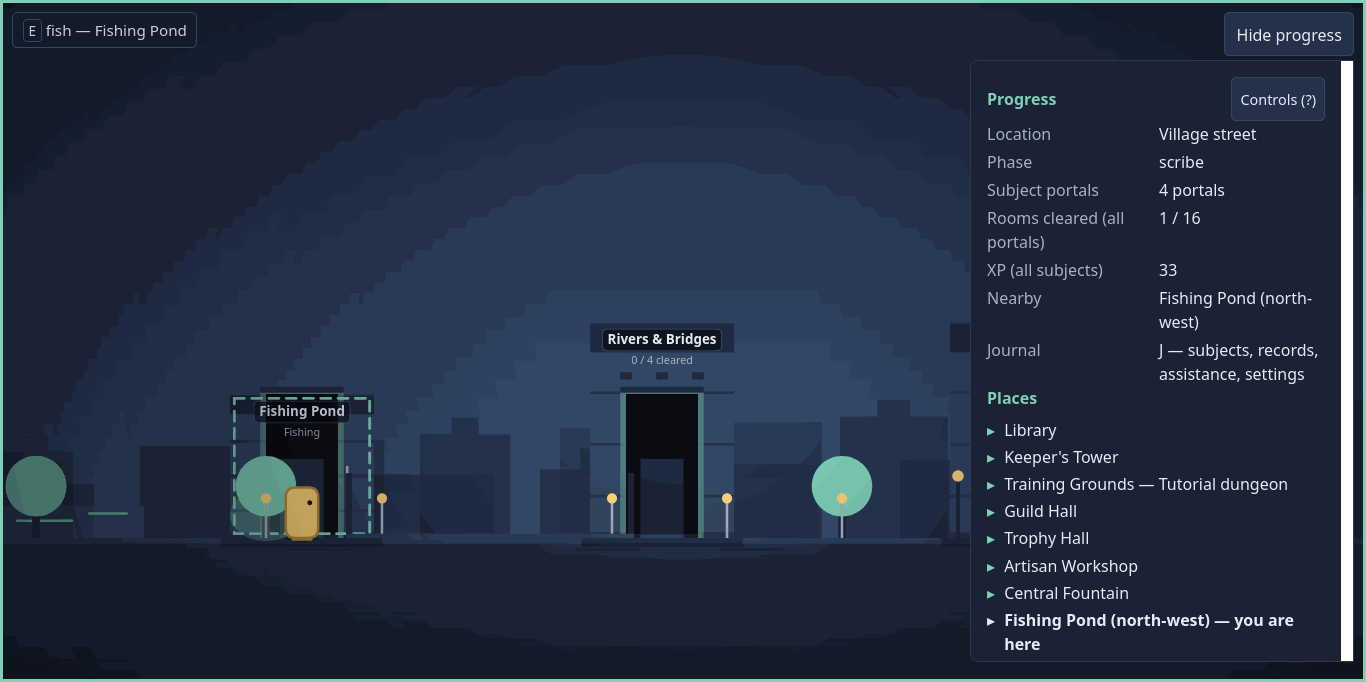 E fish — Fishing Pond
Hide progress
Progress
Controls (?)
Location Village street
Phase scribe
Subject portals 4 portals
Rooms cleared (all portals) 1 / 16
XP (all subjects) 33
Nearby Fishing Pond (north-west)
Journal J — subjects, records, assistance, settings
Places
▸ Library
▸ Keeper's Tower
▸ Training Grounds — Tutorial dungeon
▸ Guild Hall
▸ Trophy Hall
▸ Artisan Workshop
▸ Central Fountain
▸ Fishing Pond (north-west) — you are here
Rivers & Bridges
0 / 4 cleared
Fishing Pond
Fishing